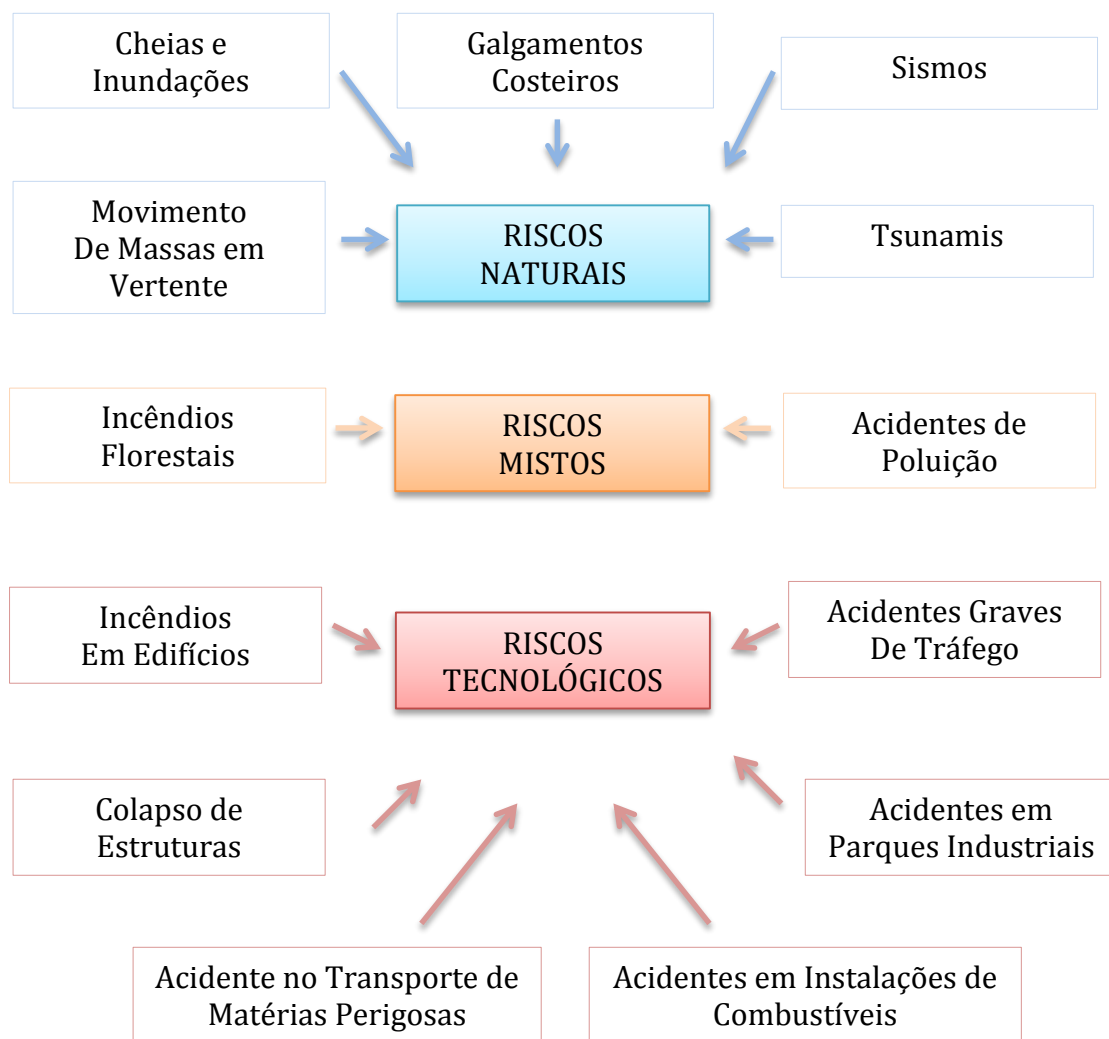 Cheias e
Inundações
Galgamentos
Costeiros
Sismos
Movimento
De Massas em
Vertente
RISCOS
NATURAIS
Tsunamis
Incêndios
Florestais
RISCOS
MISTOS
Acidentes de
Poluição
Incêndios
Em Edifícios
RISCOS
TECNOLÓGICOS
Acidentes Graves
De Tráfego
Colapso de
Estruturas
Acidentes em
Parques Industriais
Acidente no Transporte de
Matérias Perigosas
Acidentes em Instalações de
Combustíveis